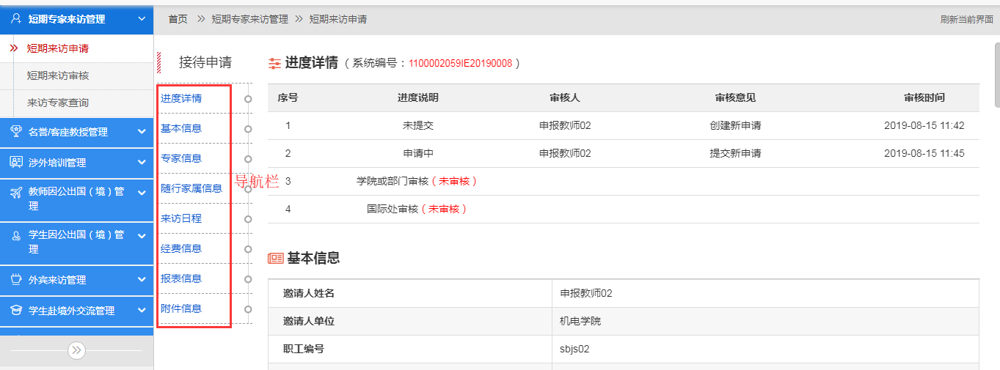 短期专家来访管理
短期来访申请
短期来访审核
来访专家查询
名誉/客座教授管理
涉外培训管理
教师因公出国（境）管
理
学生因公出国（境）管
理
外宾来访管理
学生赴境外交流管理
首页 短期专家来访管理 短期来访申请 刷新当前界面
接待申请
进度详情
基本信息
专家信息
随行家属信息
来访日程
经费信息
报表信息
附件信息
导航栏
进度详情（系统编号：1100002059IE20190008）
序号 进度说明 审核人 审核意见 审核时间
1 未提交 申报教师02 创建新申请 2019-08-15 11:42
2 申请中 申报教师02 提交新申请 2019-08-15 11:45
3 学院或部门审核（未审核）
4 国际处审核（未审核）
基本信息
邀请人姓名 申报教师02
邀请人单位 机电学院
职工编号 sbjs02